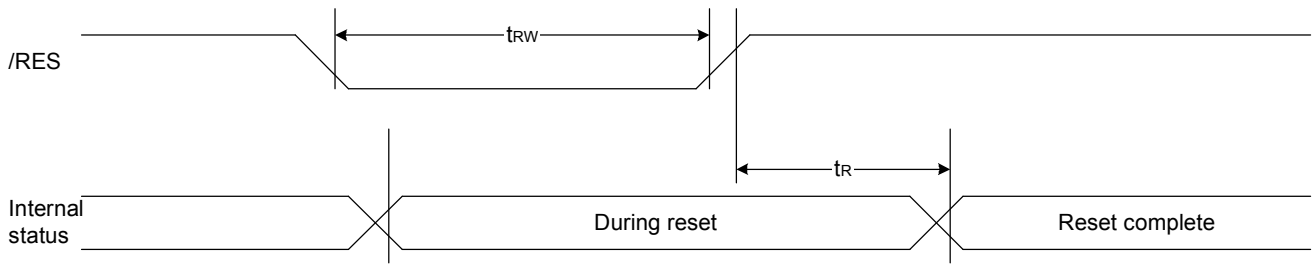 tRW
/RES
tR
Internal
status
During reset
Reset complete